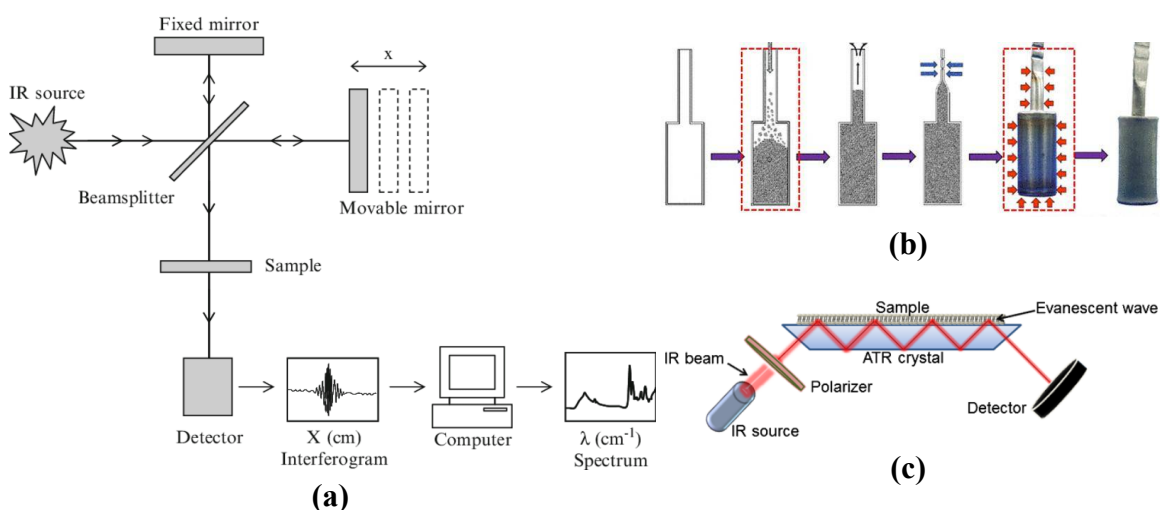 Fixed mirror
x
IR source
Beamsplitter
Movable mirror
Sample
Detector
X (cm)
Interferogram
Computer
λ (cm⁻¹)
Spectrum
(a)
(b)
Sample
Evanescent wave
IR beam
ATR crystal
Polarizer
Detector
IR source
(c)